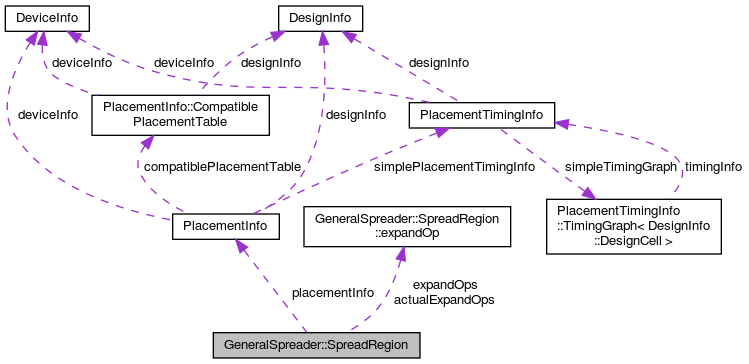 DeviceInfo
DesignInfo
deviceInfo
designInfo
deviceInfo
designInfo
PlacementInfo::Compatible
PlacementTable
PlacementTimingInfo
deviceInfo
designInfo
compatiblePlacementTable
simplePlacementTimingInfo
simpleTimingGraph
timingInfo
PlacementInfo
GeneralSpreader::SpreadRegion
::expandOp
PlacementTimingInfo
::TimingGraph< DesignInfo
::DesignCell >
placementInfo
expandOps
actualExpandOps
GeneralSpreader::SpreadRegion